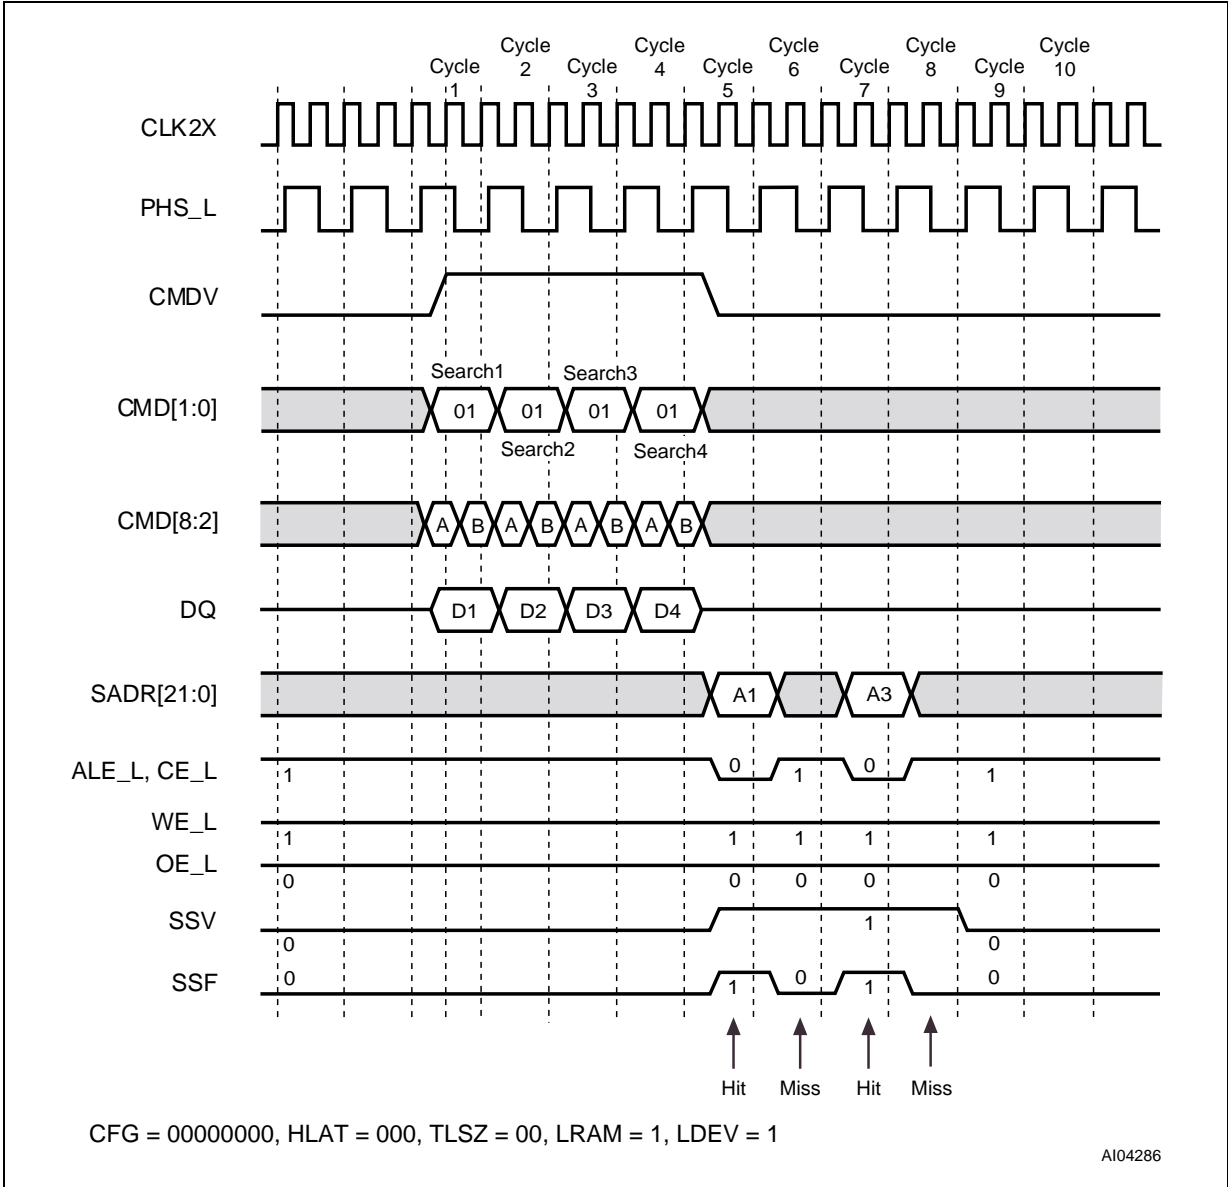 Cycle 1 Cycle 2 Cycle 3 Cycle 4 Cycle 5 Cycle 6 Cycle 7 Cycle 8 Cycle 9 Cycle 10
CLK2X
PHS_L
CMDV
Search1 Search3
CMD[1:0] 01 01 01 01
Search2 Search4
CMD[8:2] A B A B A B A B
DQ D1 D2 D3 D4
SADR[21:0] A1 A3
ALE_L, CE_L 1 0 1 0 1
WE_L
1 1 1 1 1
OE_L
0 0 0 0 0
SSV 1
0 0
SSF 0 1 0 1 0
Hit Miss Hit Miss
CFG = 00000000, HLAT = 000, TLSZ = 00, LRAM = 1, LDEV = 1
AI04286